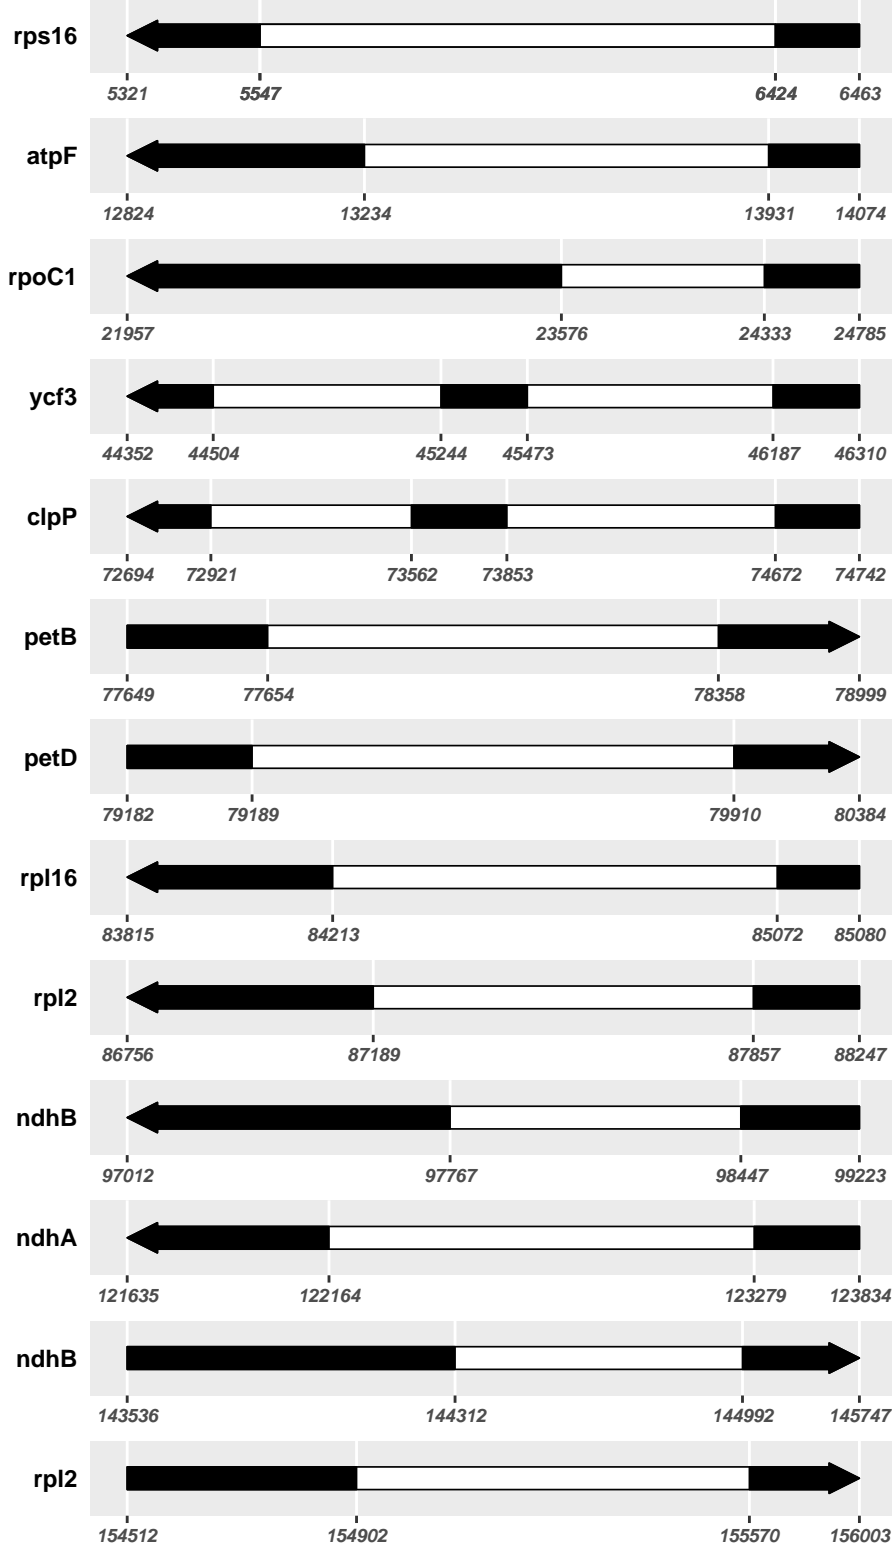 rps16
5321 5547 6424 6463
atpF
12824 13234 13931 14074
rpoC1
21957 23576 24333 24785
ycf3
44352 44504 45244 45473 46187 46310
clpP
72694 72921 73562 73853 74672 74742
petB
77649 77654 78358 78999
petD
79182 79189 79910 80384
rpl16
83815 84213 85072 85080
rpl2
86756 87189 87857 88247
ndhB
97012 97767 98447 99223
ndhA
121635 122164 123279 123834
ndhB
143536 144312 144992 145747
rpl2
154512 154902 155570 156003